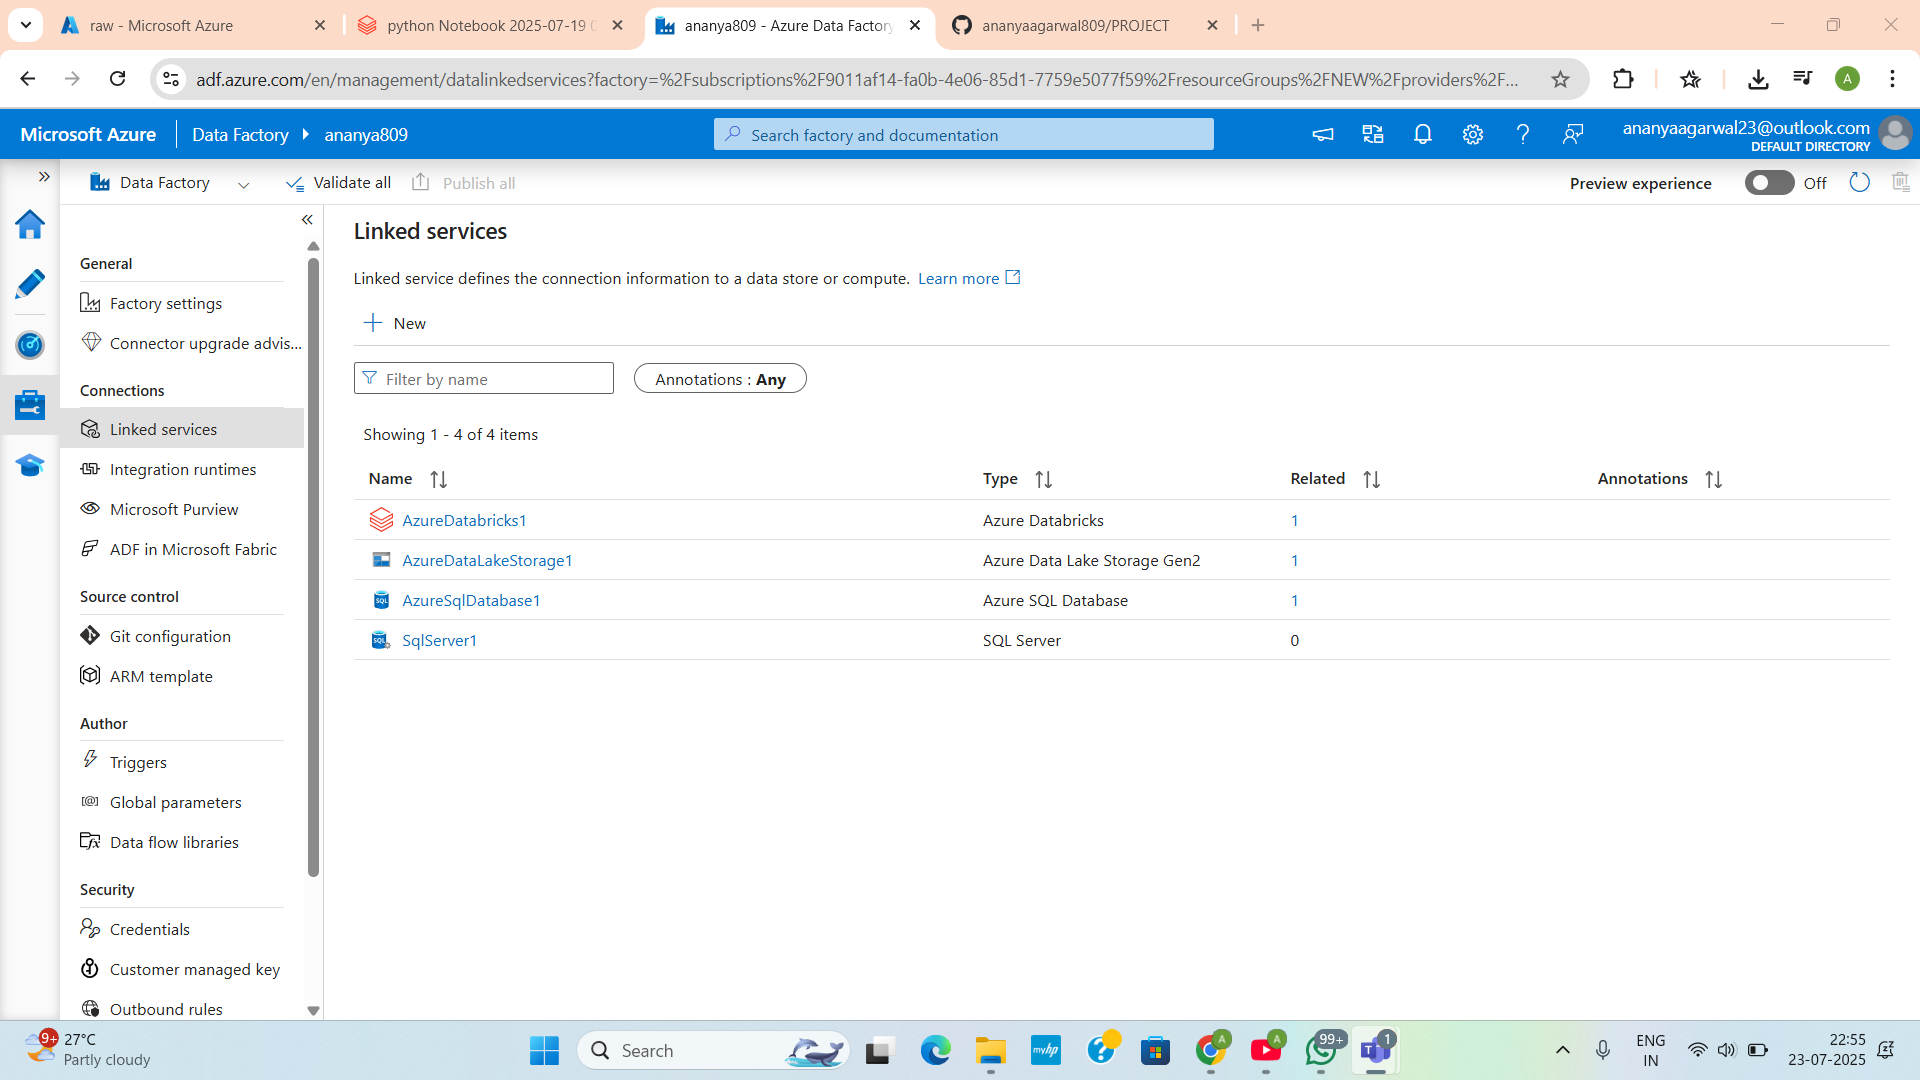 raw - Microsoft Azure
python Notebook 2025-07-19
ananya809 - Azure Data Factory
ananyaagarwal809/PROJECT
adf.azure.com/en/management/datalinkedservices?factory=%2Fsubscriptions%2F9011af14-fa0b-4e06-85d1-7759e5077f59%2FresourceGroups%2FNEW%2Fproviders%2F...
A
Microsoft Azure
Data Factory
ananya809
Search factory and documentation
ananyaagarwal23@outlook.com
DEFAULT DIRECTORY
Data Factory
Validate all
Publish all
Preview experience
Off
General
Factory settings
Connector upgrade advis...
Connections
Linked services
Integration runtimes
Microsoft Purview
ADF in Microsoft Fabric
Source control
Git configuration
ARM template
Author
Triggers
Global parameters
Data flow libraries
Security
Credentials
Customer managed key
Outbound rules
Linked services
Linked service defines the connection information to a data store or compute. Learn more
New
Filter by name
Annotations : Any
Showing 1 - 4 of 4 items
Name Type Related Annotations
AzureDatabricks1 Azure Databricks 1
AzureDataLakeStorage1 Azure Data Lake Storage Gen2 1
AzureSqlDatabase1 Azure SQL Database 1
SqlServer1 SQL Server 0
9+
27°C
Partly cloudy
Search
myhp
A
A
99+
1
ENG
IN
22:55
23-07-2025